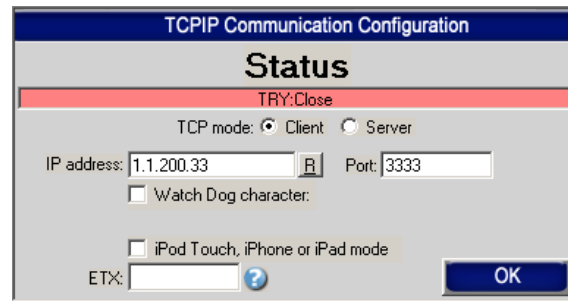 TCPIP Communication Configuration
Status
TRY:Close
TCP mode: Client Server
IP address: 1.1.200.33 R Port: 3333
Watch Dog character:
iPod Touch, iPhone or iPad mode
ETX: ? OK